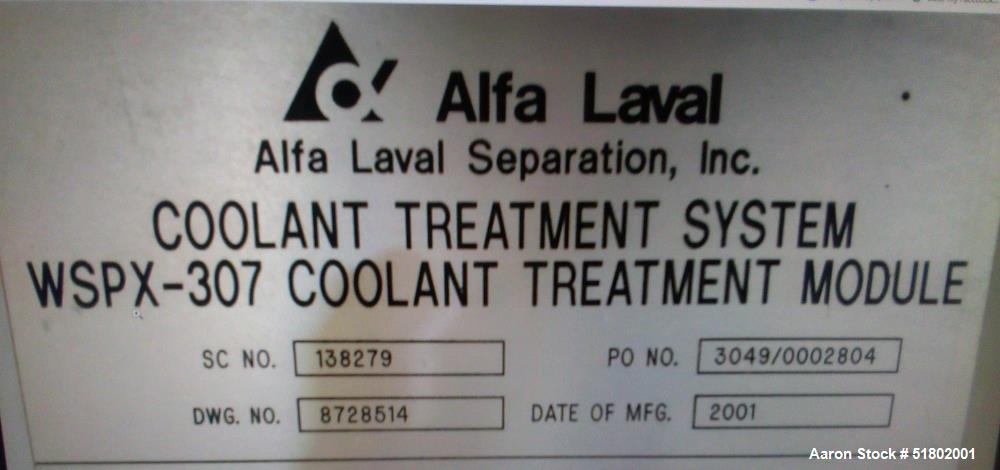 Alfa Laval
Alfa Laval Separation, Inc.
COOLANT TREATMENT SYSTEM
WSPX-307 COOLANT TREATMENT MODULE
SC NO. 138279 PO NO. 3049/0002804
DWG. NO. 8728514 DATE OF MFG. 2001
Aaron Stock # 51802001